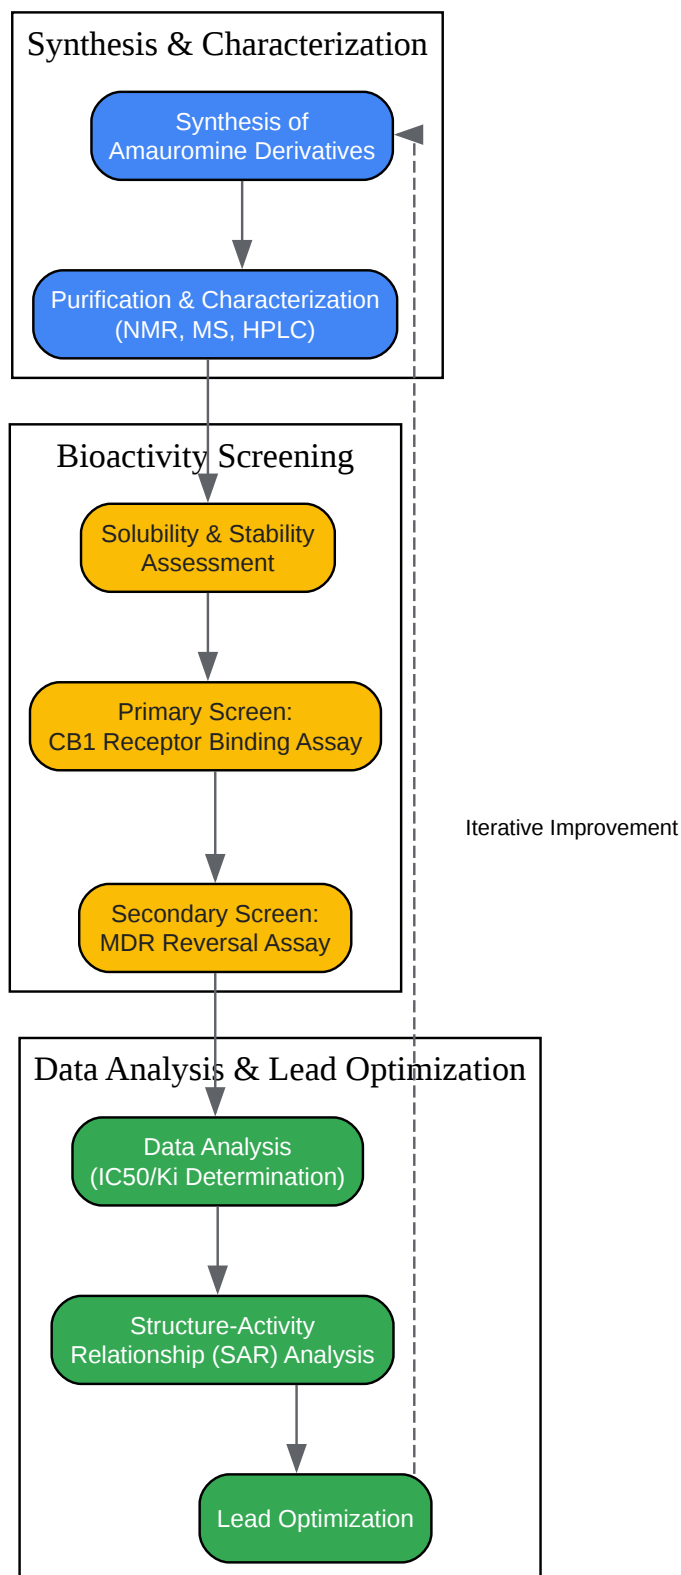 Synthesis & Characterization
Synthesis of
Amauromine Derivatives
Purification & Characterization
(NMR, MS, HPLC)
Bioactivity Screening
Solubility & Stability
Assessment
Primary Screen:
CB1 Receptor Binding Assay
Iterative Improvement
Secondary Screen:
MDR Reversal Assay
Data Analysis & Lead Optimization
Data Analysis
(IC50/Ki Determination)
Structure-Activity
Relationship (SAR) Analysis
Lead Optimization